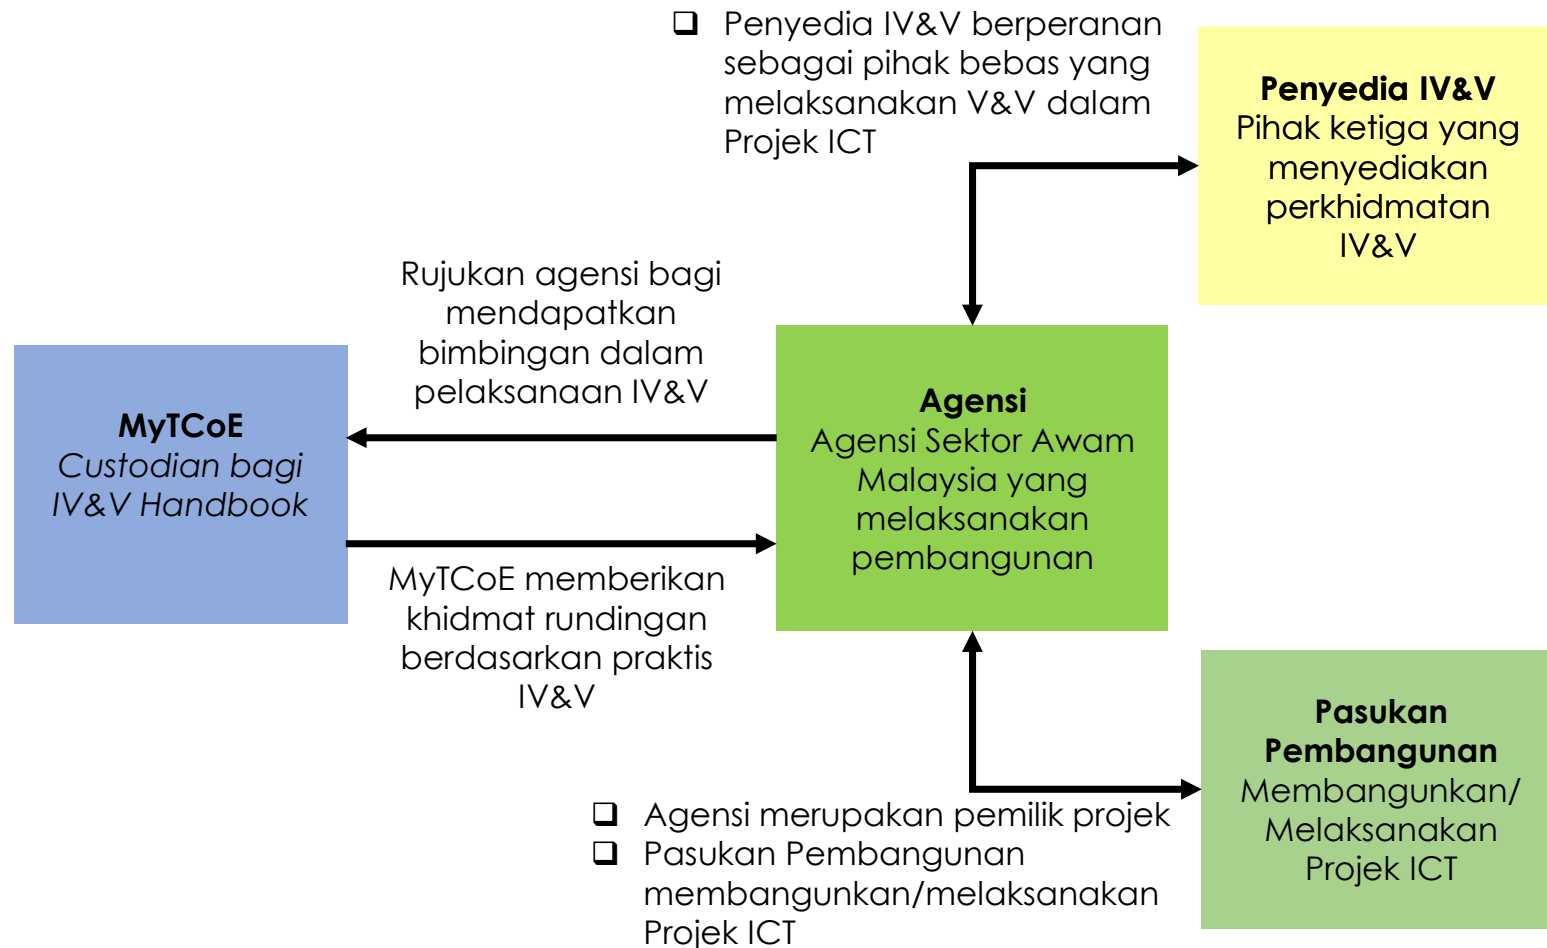 ❑ Penyedia IV&V berperanan
sebagai pihak bebas yang
melaksanakan V&V dalam
Projek ICT
Penyedia IV&V
Pihak ketiga yang
menyediakan
perkhidmatan
IV&V
Rujukan agensi bagi
mendapatkan
bimbingan dalam
pelaksanaan IV&V
MyTCoE
Custodian bagi
IV&V Handbook
Agensi
Agensi Sektor Awam
Malaysia yang
melaksanakan
pembangunan
MyTCoE memberikan
khidmat rundingan
berdasarkan praktis
IV&V
Pasukan
Pembangunan
Membangunkan/
Melaksanakan
Projek ICT
❑ Agensi merupakan pemilik projek
❑ Pasukan Pembangunan
membangunkan/melaksanakan
Projek ICT